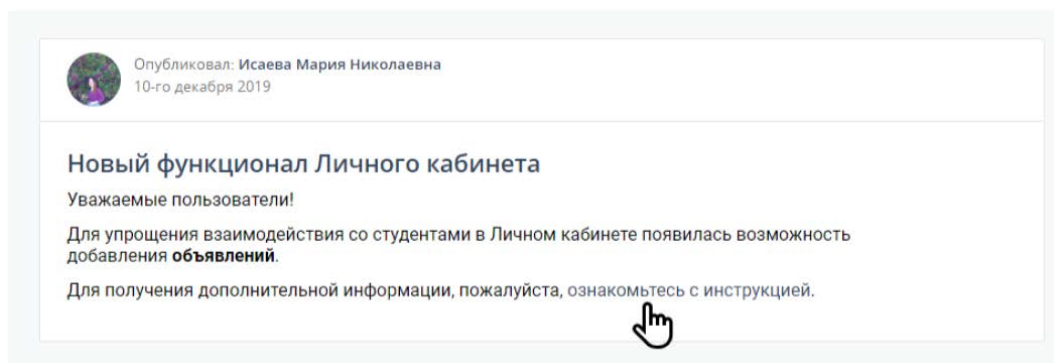 Опубликовал: Исаева Мария Николаевна
10-го декабря 2019
Новый функционал Личного кабинета
Уважаемые пользователи!
Для упрощения взаимодействия со студентами в Личном кабинете появилась возможность
добавления объявлений.
Для получения дополнительной информации, пожалуйста, ознакомьтесь с инструкцией.